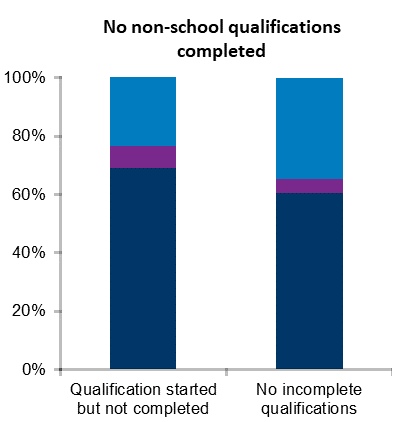 No non-school qualifications
completed
100%
80%
60%
40%
20%
0%
Qualification started
but not completed
No incomplete
qualifications